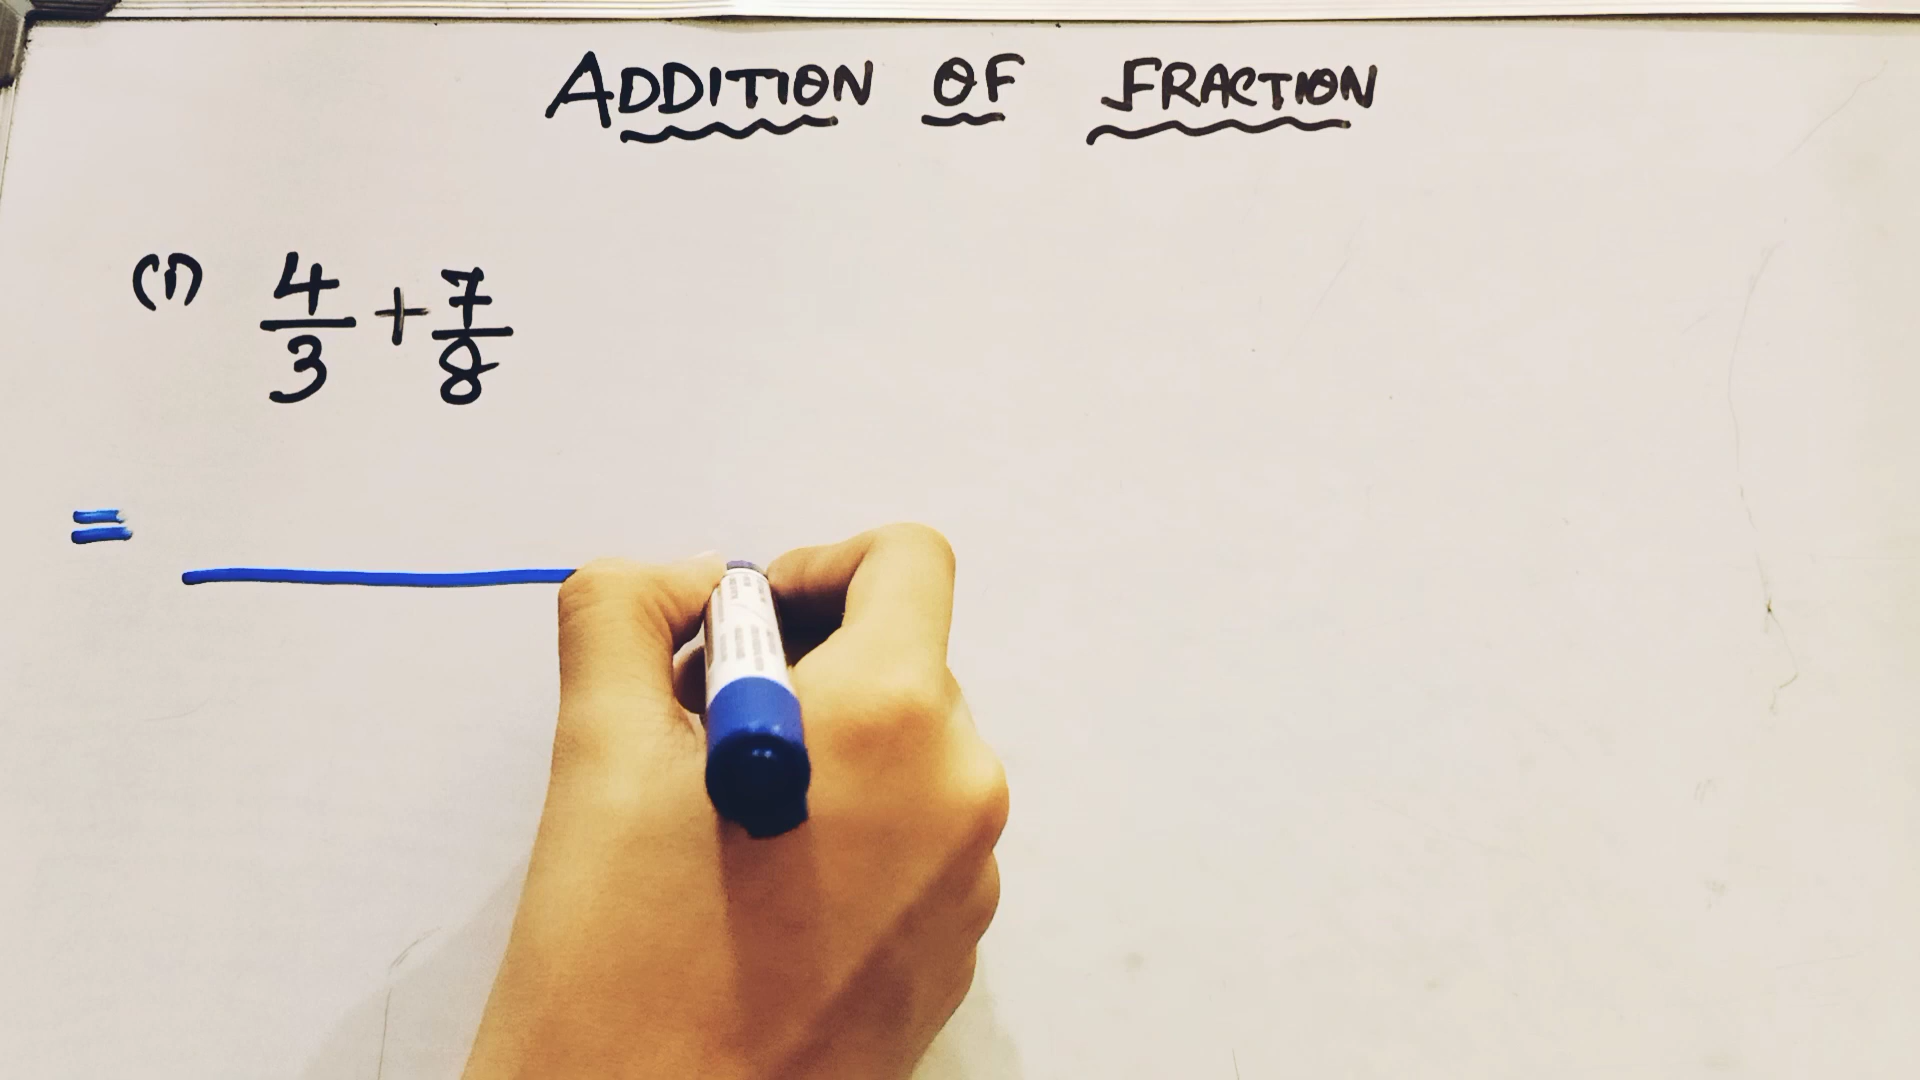 ADDITION OF FRACTION
(1) 4/3 + 7/8
=